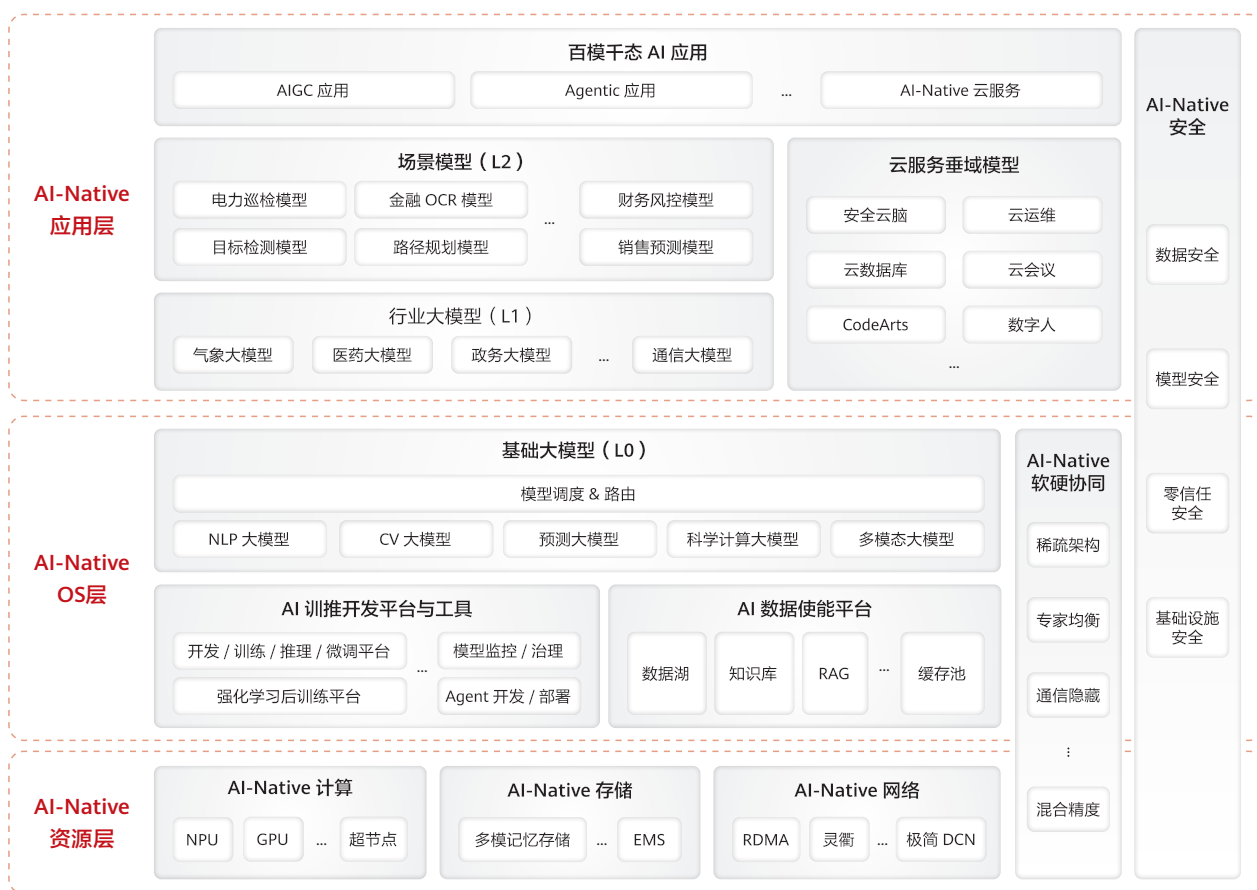 百模千态 AI 应用
AIGC 应用
Agentic 应用
...
AI-Native 云服务
AI-Native
应用层
场景模型（L2）
电力巡检模型
金融 OCR 模型
...
财务风控模型
目标检测模型
路径规划模型
销售预测模型
行业大模型（L1）
气象大模型
医药大模型
政务大模型
...
通信大模型
云服务垂域模型
安全云脑
云运维
云数据库
云会议
CodeArts
数字人
...
AI-Native
安全
数据安全
模型安全
零信任
安全
基础设施
安全
AI-Native
OS层
基础大模型（L0）
模型调度 & 路由
NLP 大模型
CV 大模型
预测大模型
科学计算大模型
多模态大模型
AI 训推开发平台与工具
开发 / 训练 / 推理 / 微调平台
...
模型监控 / 治理
强化学习后训练平台
Agent 开发 / 部署
AI 数据使能平台
数据湖
知识库
RAG
...
缓存池
AI-Native
软硬协同
稀疏架构
专家均衡
通信隐藏
...
混合精度
AI-Native
资源层
AI-Native 计算
NPU
GPU
...
超节点
AI-Native 存储
多模记忆存储
...
EMS
AI-Native 网络
RDMA
灵衢
...
极简 DCN